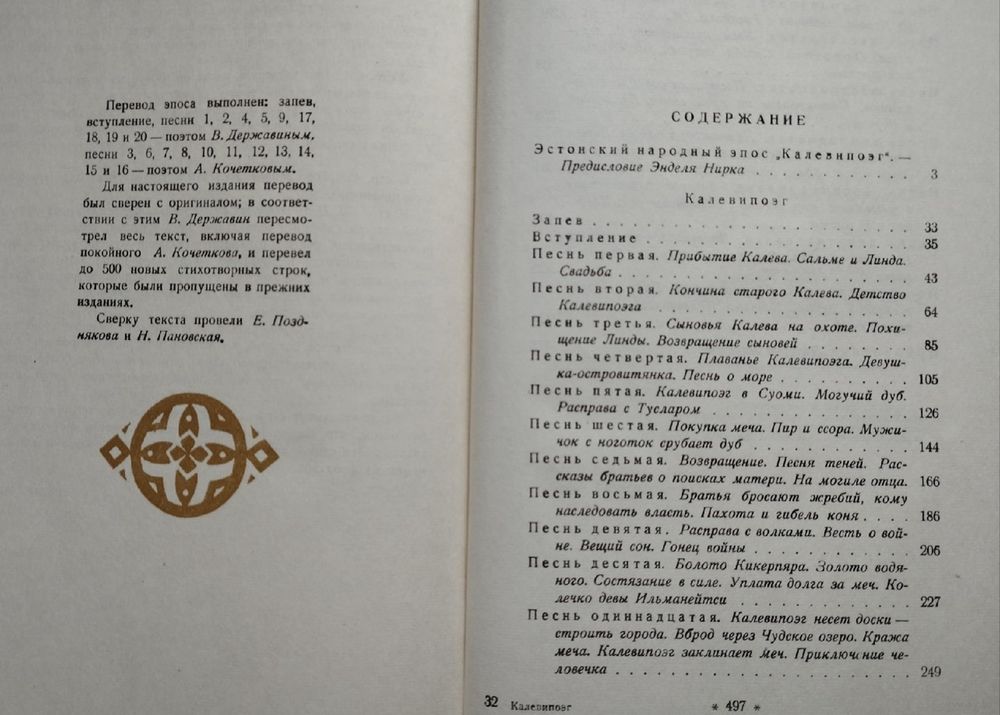 Перевод эпоса выполнен: запев,
вступление, песни 1, 2, 4, 5, 9, 17,
18, 19 и 20 — поэтом В. Державиным,
песни 3, 6, 7, 8, 10, 11, 12, 13, 14,
15 и 16 — поэтом А. Кочетковым.
Для настоящего издания перевод
был сверен с оригиналом; в соответ-
ствии с этим В. Державин пересмо-
трел весь текст, включая перевод
покойного А. Кочеткова, и перевел
до 500 новых стихотворных строк,
которые были пропущены в прежних
изданиях.
Сверку текста провели Е. Позд-
някова и Н. Пановская.
СОДЕРЖАНИЕ
Эстонский народный эпос „Калевипоэг“. —
Предисловие Энделя Нирка . . . . . . . . . . . 3
Калевипоэг
Запев . . . . . . . . . . . . . . . . . . . . 33
Вступление . . . . . . . . . . . . . . . . . 35
Песнь первая. Прибытие Калева. Сальме и Линда.
Свадьба . . . . . . . . . . . . . . . . . . 43
Песнь вторая. Кончина старого Калева. Детство
Калевипоэга . . . . . . . . . . . . . . . . 64
Песнь третья. Сыновья Калева на охоте. Похи-
щение Линды. Возвращение сыновей . . . . . . . 85
Песнь четвертая. Плаванье Калевипоэга. Девуш-
ка-островитянка. Песнь о море . . . . . . . . . 105
Песнь пятая. Калевипоэг в Суоми. Могучий дуб.
Расправа с Тусларом . . . . . . . . . . . . . 126
Песнь шестая. Покупка меча. Пир и ссора. Мужи-
чок с ноготок срубает дуб . . . . . . . . . . 144
Песнь седьмая. Возвращение. Песня теней. Рас-
сказы братьев о поисках матери. На могиле отца. 166
Песнь восьмая. Братья бросают жребий, кому
наследовать власть. Пахота и гибель коня . . . . 186
Песнь девятая. Расправа с волками. Весть о вой-
не. Вещий сон. Гонец войны . . . . . . . . . . 206
Песнь десятая. Болото Кикерпяра. Золото водя-
ного. Состязание в силе. Уплата долга за меч. Ко-
лечко девы Ильманейтси . . . . . . . . . . . . 227
Песнь одиннадцатая. Калевипоэг несет доски —
строить города. Вброд через Чудское озеро. Кража
меча. Калевипоэг заклинает меч. Приключение че-
ловечка . . . . . . . . . . . . . . . . . . 249
32 Калевипоэг * 497 *